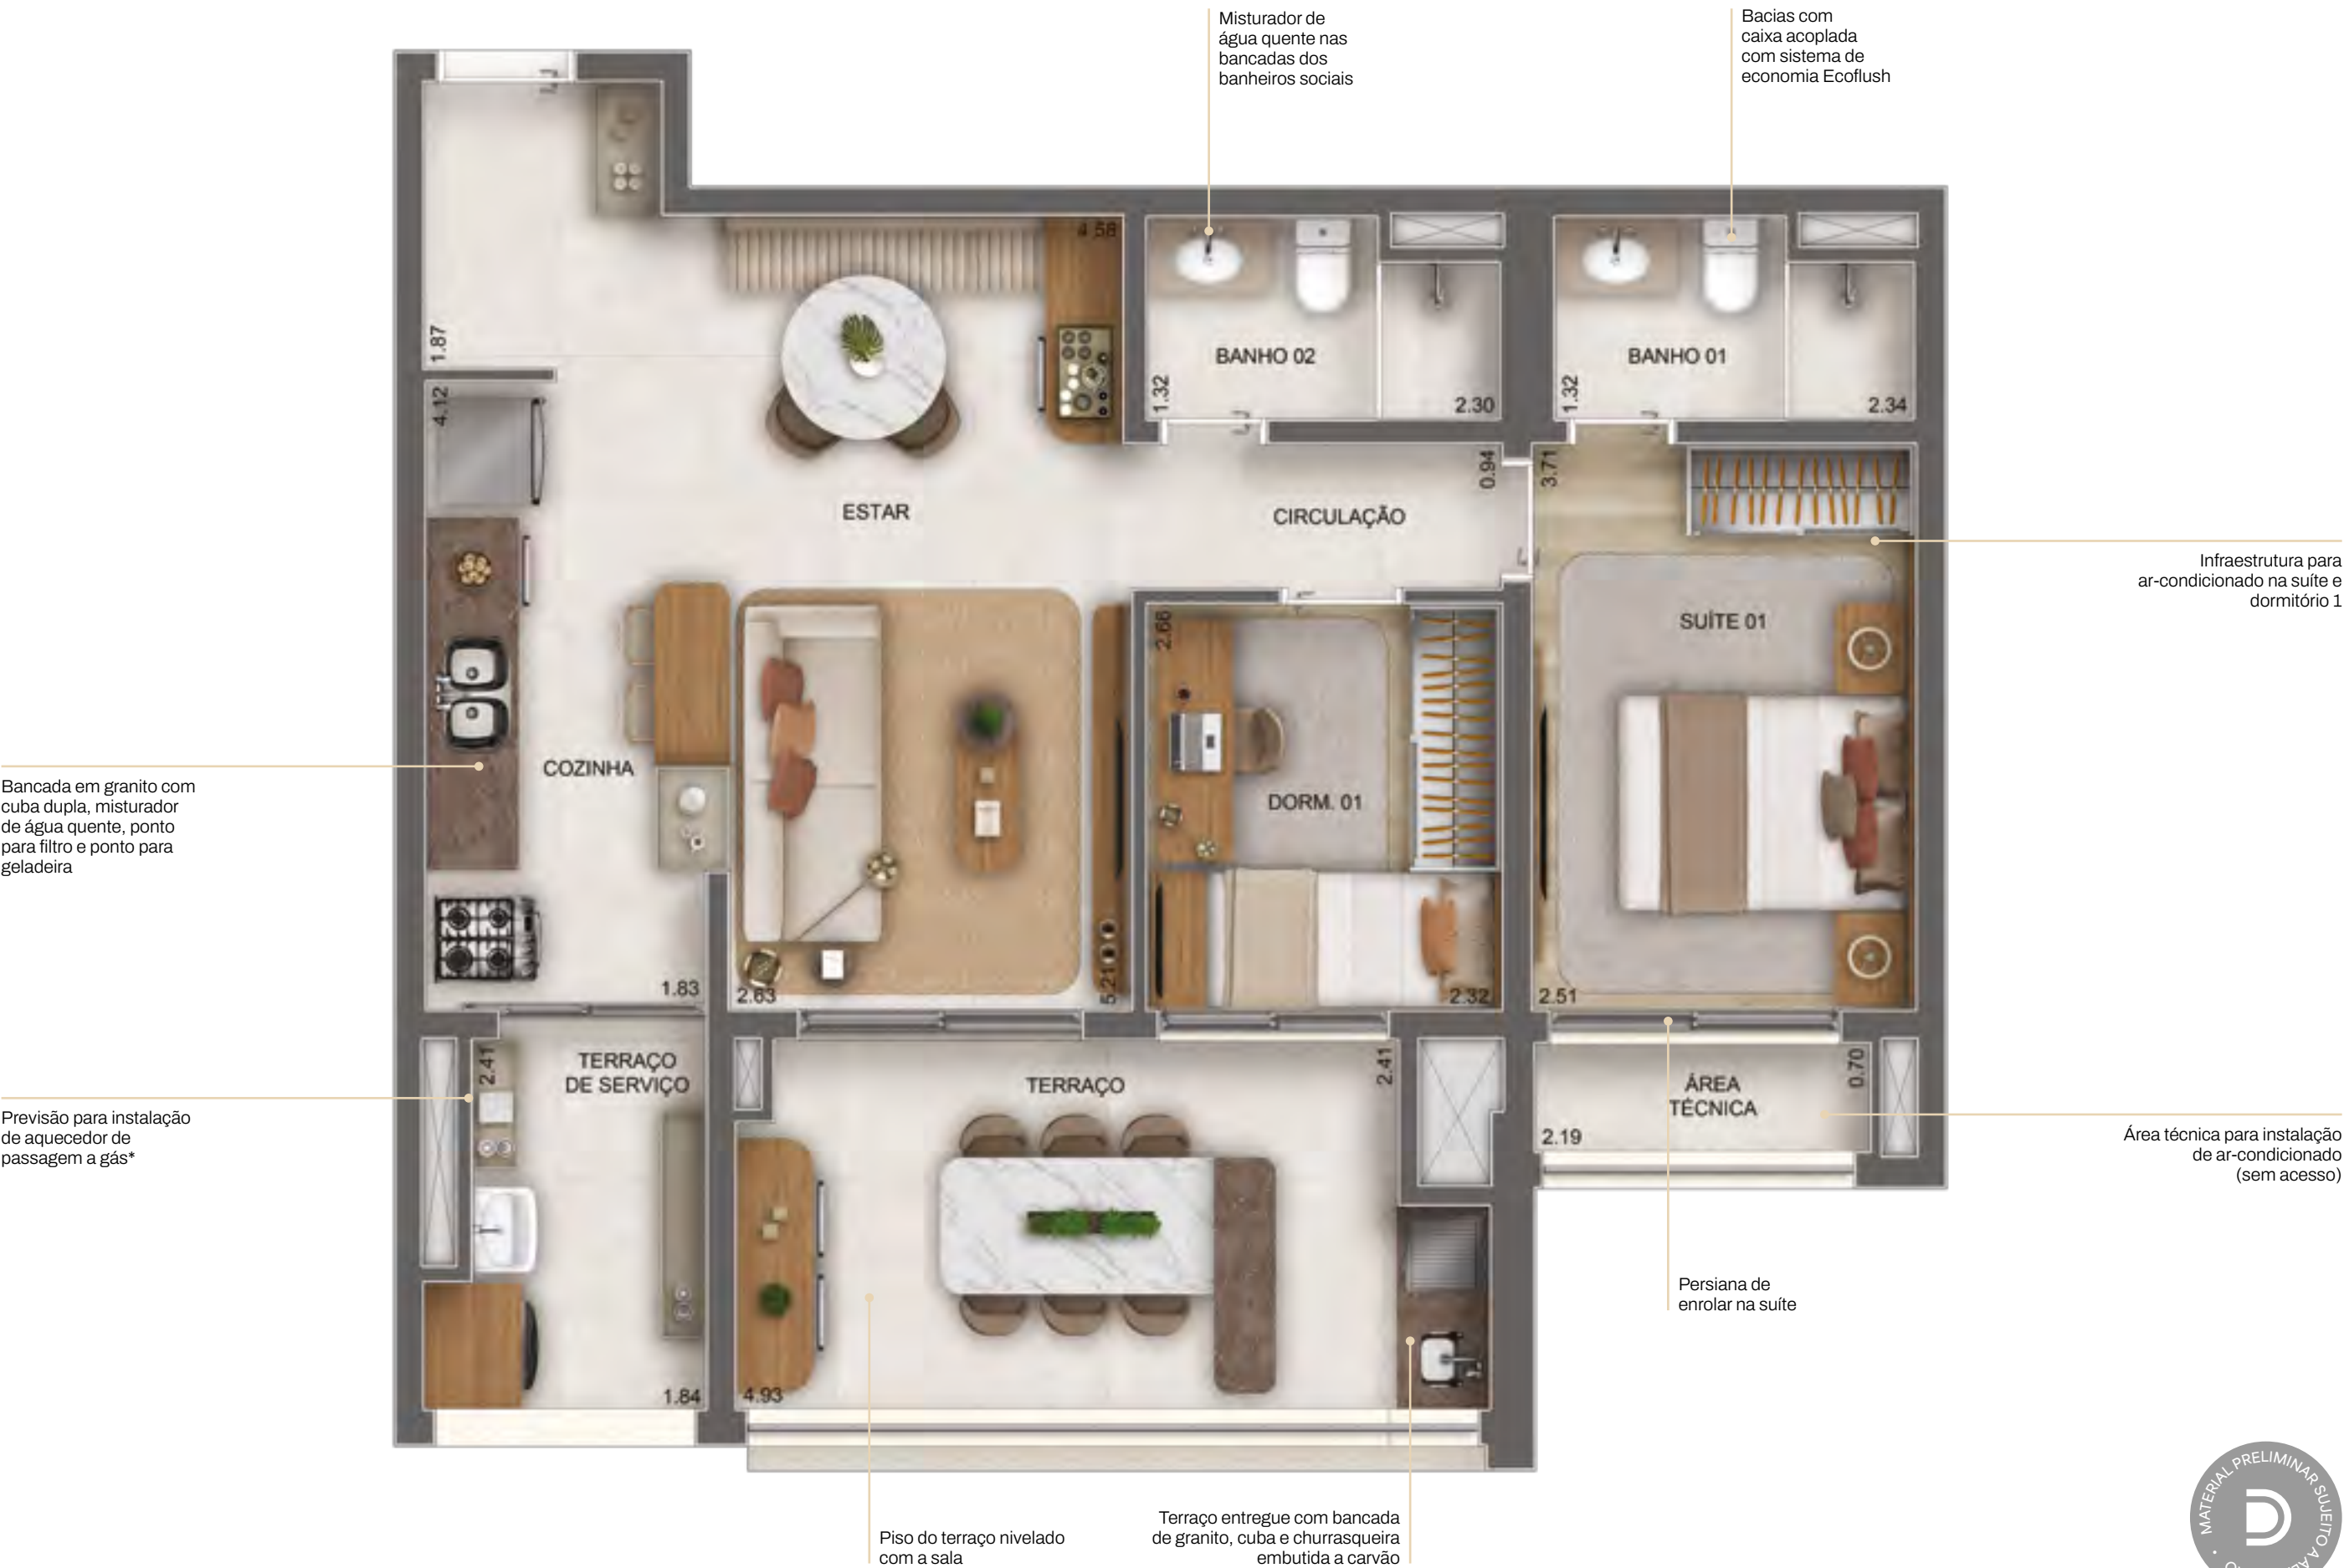 Misturador de
água quente nas
bancadas dos
banheiros sociais
Bacias com
caixa acoplada
com sistema de
economia Ecoflush
4.58
1.87
BANHO 02
1.32
2.30
BANHO 01
1.32
2.34
4.12
ESTAR
CIRCULAÇÃO
0.94
3.71
Infraestrutura para
ar-condicionado na suíte e
dormitório 1
SUÍTE 01
2.66
COZINHA
DORM. 01
Bancada em granito com
cuba dupla, misturador
de água quente, ponto
para filtro e ponto para
geladeira
1.83
2.63
5.21
2.32
2.51
TERRAÇO
DE SERVIÇO
2.41
TERRAÇO
2.41
ÁREA
TÉCNICA
0.70
2.19
Previsão para instalação
de aquecedor de
passagem a gás*
Área técnica para instalação
de ar-condicionado
(sem acesso)
Persiana de
enrolar na suíte
1.84
4.93
Piso do terraço nivelado
com a sala
Terraço entregue com bancada
de granito, cuba e churrasqueira
embutida a carvão
MATERIAL PRELIMINAR SUJEITO A